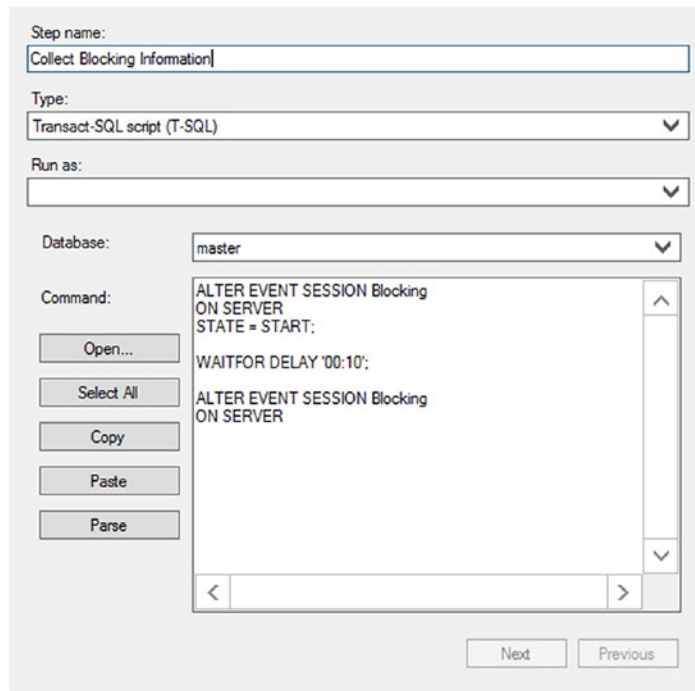 Step name:
Collect Blocking Information
Type:
Transact-SQL script (T-SQL)
Run as:
Database:
master
Command:
ALTER EVENT SESSION Blocking
ON SERVER
STATE = START;
WAITFOR DELAY '00:10';
ALTER EVENT SESSION Blocking
ON SERVER
Open...
Select All
Copy
Paste
Parse
Next
Previous